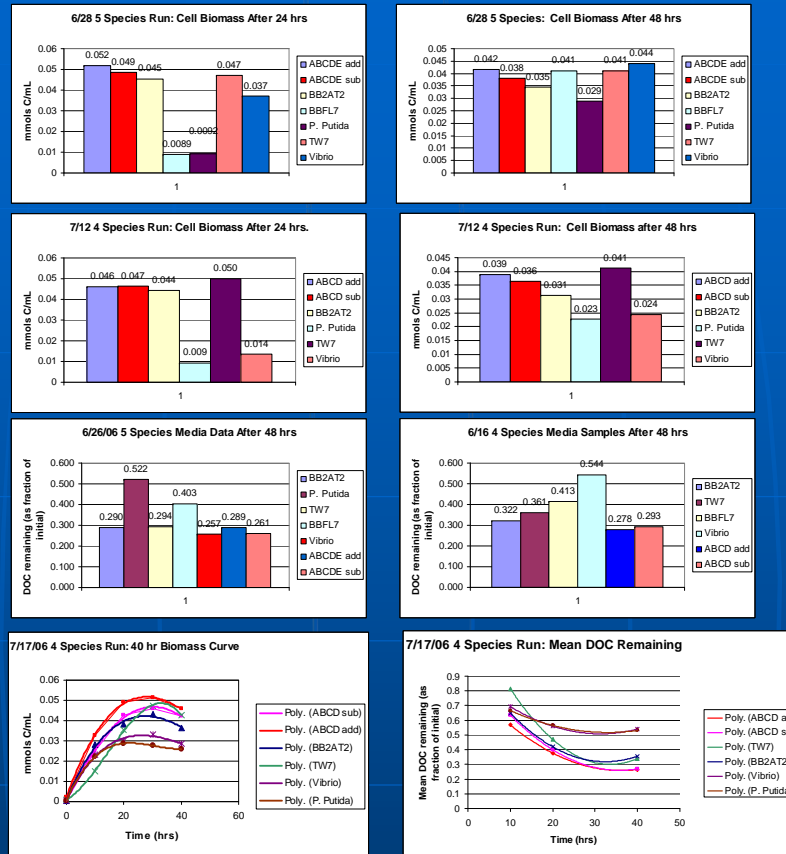 6/28 5 Species Run: Cell Biomass After 24 hrs
mmols C/mL
0.06
0.05
0.04
0.03
0.02
0.01
0
0.052
0.049
0.045
0.0089
0.0092
0.047
0.037
1
ABCDE add
ABCDE sub
BB2AT2
BBFL7
P. Putida
TW7
Vibrio
6/28 5 Species: Cell Biomass After 48 hrs
mmols C/mL
0.05
0.045
0.04
0.035
0.03
0.025
0.02
0.015
0.01
0.005
0
0.042
0.038
0.035
0.041
0.029
0.041
0.044
1
ABCDE add
ABCDE sub
BB2AT2
BBFL7
P. Putida
TW7
Vibrio
7/12 4 Species Run: Cell Biomass After 24 hrs.
mmols C/mL
0.06
0.05
0.04
0.03
0.02
0.01
0
0.046
0.047
0.044
0.009
0.050
0.014
1
ABCD add
ABCD sub
BB2AT2
P. Putida
TW7
Vibrio
7/12 4 Species Run: Cell Biomass after 48 hrs
mmols C/mL
0.045
0.04
0.035
0.03
0.025
0.02
0.015
0.01
0.005
0
0.039
0.036
0.031
0.023
0.041
0.024
1
ABCD add
ABCD sub
BB2AT2
P. Putida
TW7
Vibrio
6/26/06 5 Species Media Data After 48 hrs
DOC remaining (as fraction of
initial)
0.600
0.500
0.400
0.300
0.200
0.100
0.000
0.290
0.522
0.294
0.403
0.257
0.289
0.261
1
BB2AT2
P. Putida
TW7
BBFL7
Vibrio
ABCDE add
ABCDE sub
6/16 4 Species Media Samples After 48 hrs
DOC remaining (as fraction of
initial)
0.600
0.500
0.400
0.300
0.200
0.100
0.000
0.322
0.361
0.413
0.544
0.278
0.293
1
BB2AT2
TW7
BBFL7
Vibrio
ABCD add
ABCD sub
7/17/06 4 Species Run: 40 hr Biomass Curve
mmols C/mL
0.06
0.05
0.04
0.03
0.02
0.01
0
0
20
40
60
Time (hrs)
Poly. (ABCD sub)
Poly. (ABCD add)
Poly. (BB2AT2)
Poly. (TW7)
Poly. (Vibrio)
Poly. (P. Putida)
7/17/06 4 Species Run: Mean DOC Remaining
Mean DOC remaining (as
fraction of initial)
0.9
0.8
0.7
0.6
0.5
0.4
0.3
0.2
0.1
0
0
10
20
30
40
50
Time (hrs)
Poly. (ABCD a
Poly. (ABCD s
Poly. (TW7)
Poly. (BB2AT2
Poly. (Vibrio)
Poly. (P. Putida